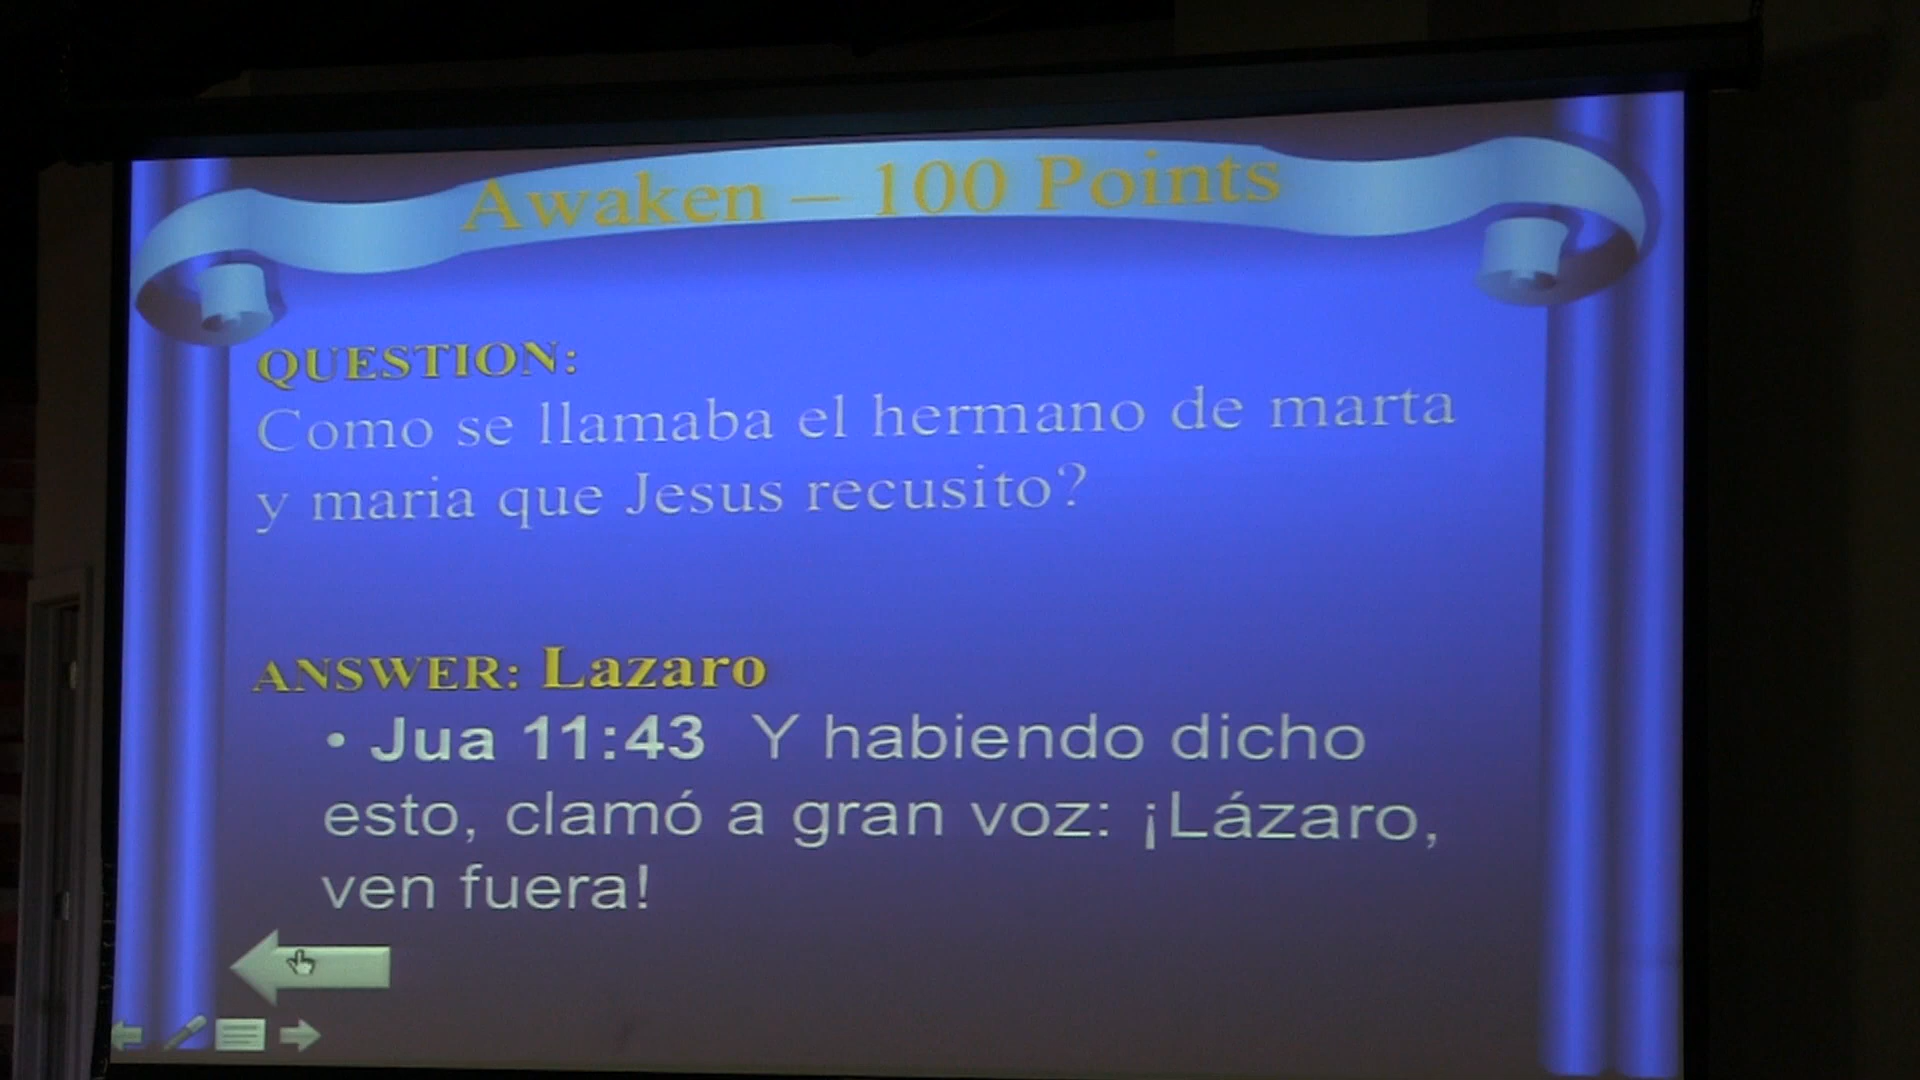 Awaken – 100 Points
QUESTION:
Como se llamaba el hermano de marta
y maria que Jesus recusito?
ANSWER: Lazaro
• Jua 11:43 Y habiendo dicho
esto, clamó a gran voz: ¡Lázaro,
ven fuera!